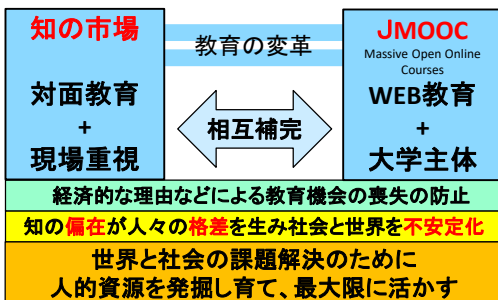 知の市場
対面教育
+
現場重視
教育の変革
相互補完
JMOOC
Massive Open Online
Courses
WEB教育
+
大学主体
経済的な理由などによる教育機会の喪失の防止
知の偏在が人々の格差を生み社会と世界を不安定化
世界と社会の課題解決のために
人的資源を発掘し育て、最大限に活かす